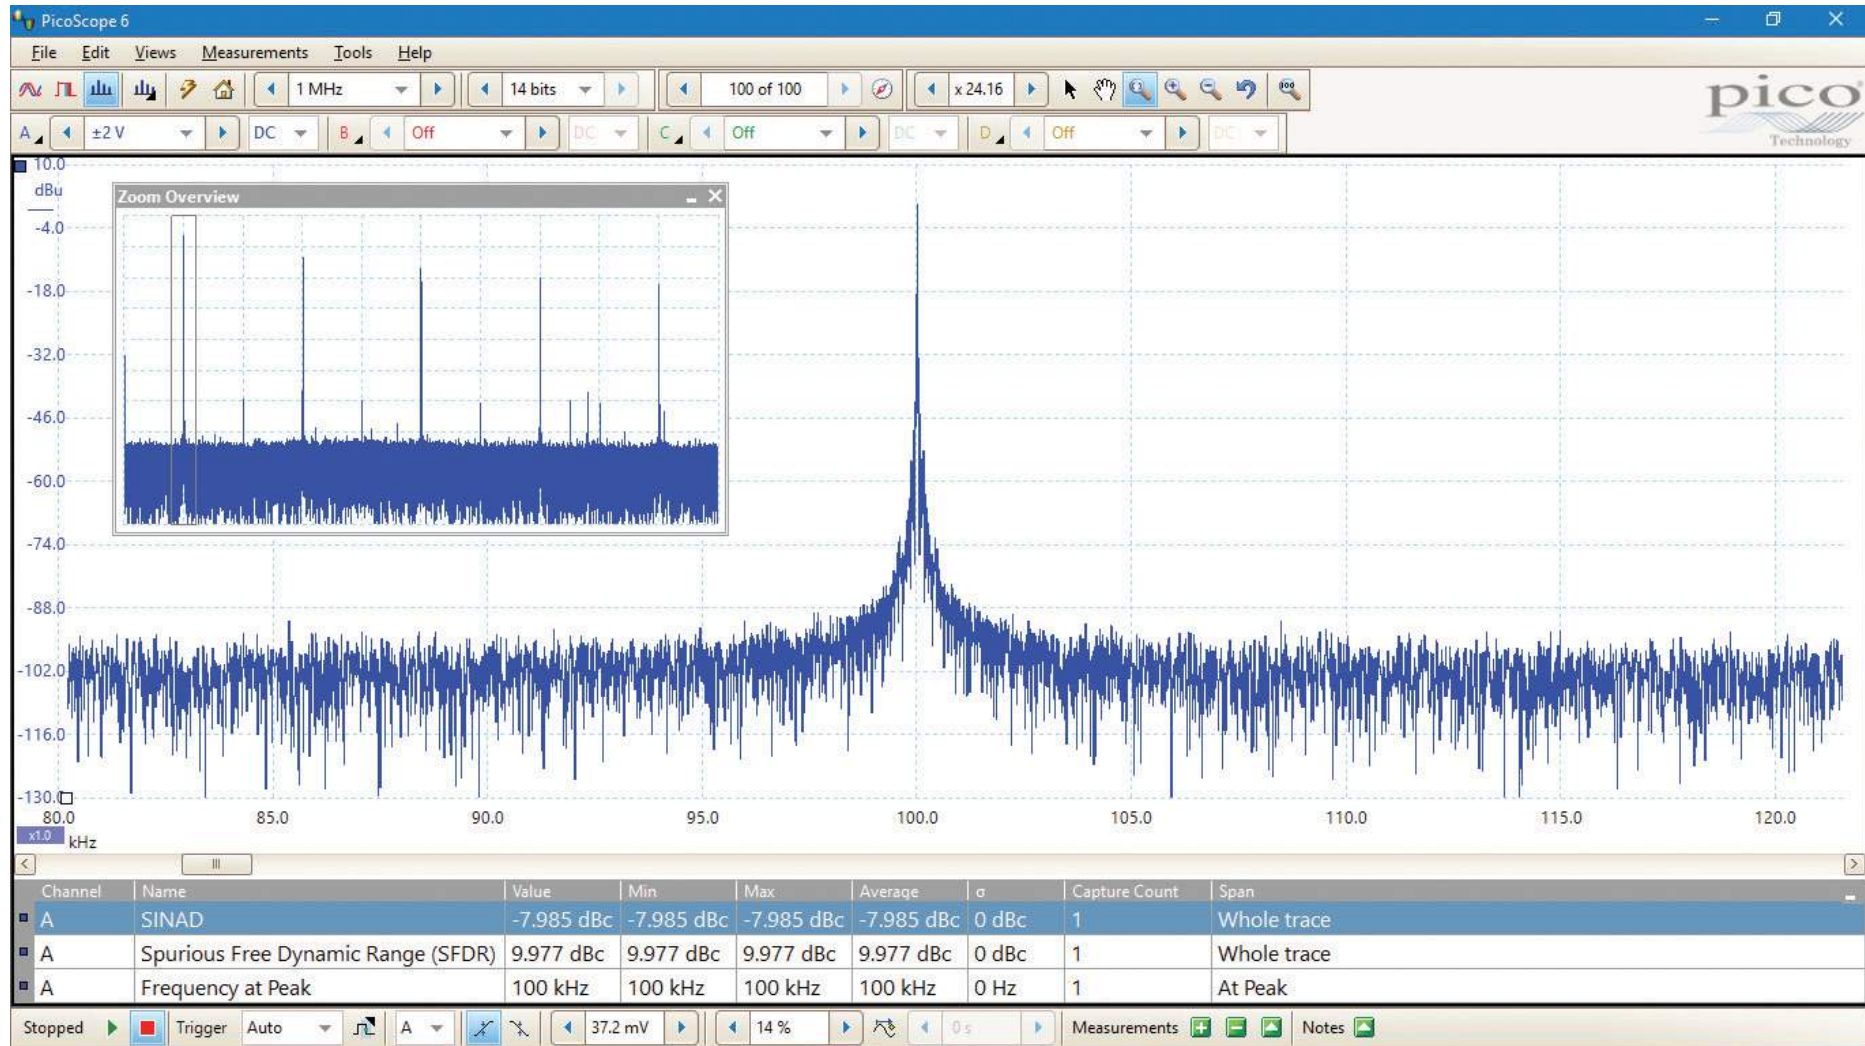 PicoScope 6
File Edit Views Measurements Tools Help
1 MHz 14 bits 100 of 100 x 24.16
pico
Technology
A ±2 V DC B Off DC C Off DC D Off DC
10.0
dBu
Zoom Overview
-4.0
-18.0
-32.0
-46.0
-60.0
-74.0
-88.0
-102.0
-116.0
-130.0
80.0 85.0 90.0 95.0 100.0 105.0 110.0 115.0 120.0
x1.0 kHz
Channel Name Value Min Max Average σ Capture Count Span
A SINAD -7.985 dBc -7.985 dBc -7.985 dBc -7.985 dBc 0 dBc 1 Whole trace
A Spurious Free Dynamic Range (SFDR) 9.977 dBc 9.977 dBc 9.977 dBc 9.977 dBc 0 dBc 1 Whole trace
A Frequency at Peak 100 kHz 100 kHz 100 kHz 100 kHz 0 Hz 1 At Peak
Stopped Trigger Auto A 37.2 mV 14 % 0 s Measurements Notes